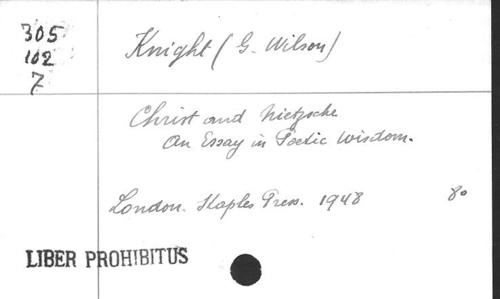 305
102
7
Knight (G. Wilson)
Christ and Nietzsche
An Essay in Poetic Wisdom.
London. Staples Press. 1948 8o
LIBER PROHIBITUS